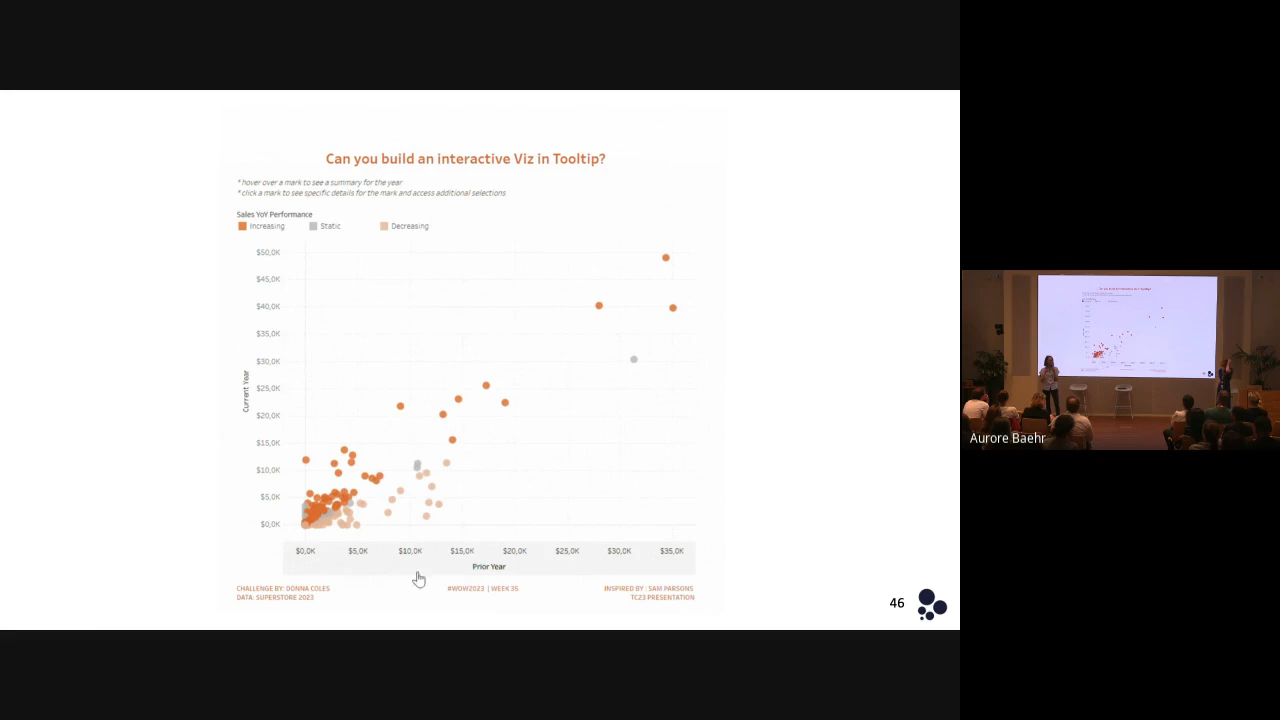 Can you build an interactive Viz in Tooltip?
* hover over a mark to see a summary for the year
* click a mark to see specific details for the mark and access additional selections
Sales YoY Performance
Increasing Static Decreasing
$50,0K
$45,0K
$40,0K
$35,0K
$30,0K
$25,0K
$20,0K
$15,0K
$10,0K
$5,0K
$0,0K
Current Year
$0,0K $5,0K $10,0K $15,0K $20,0K $25,0K $30,0K $35,0K
Prior Year
CHALLENGE BY: DONNA COLES #WOW2023 | WEEK 35 INSPIRED BY : SAM PARSONS
DATA: SUPERSTORE 2023 TC23 PRESENTATION
46
Aurore Baehr